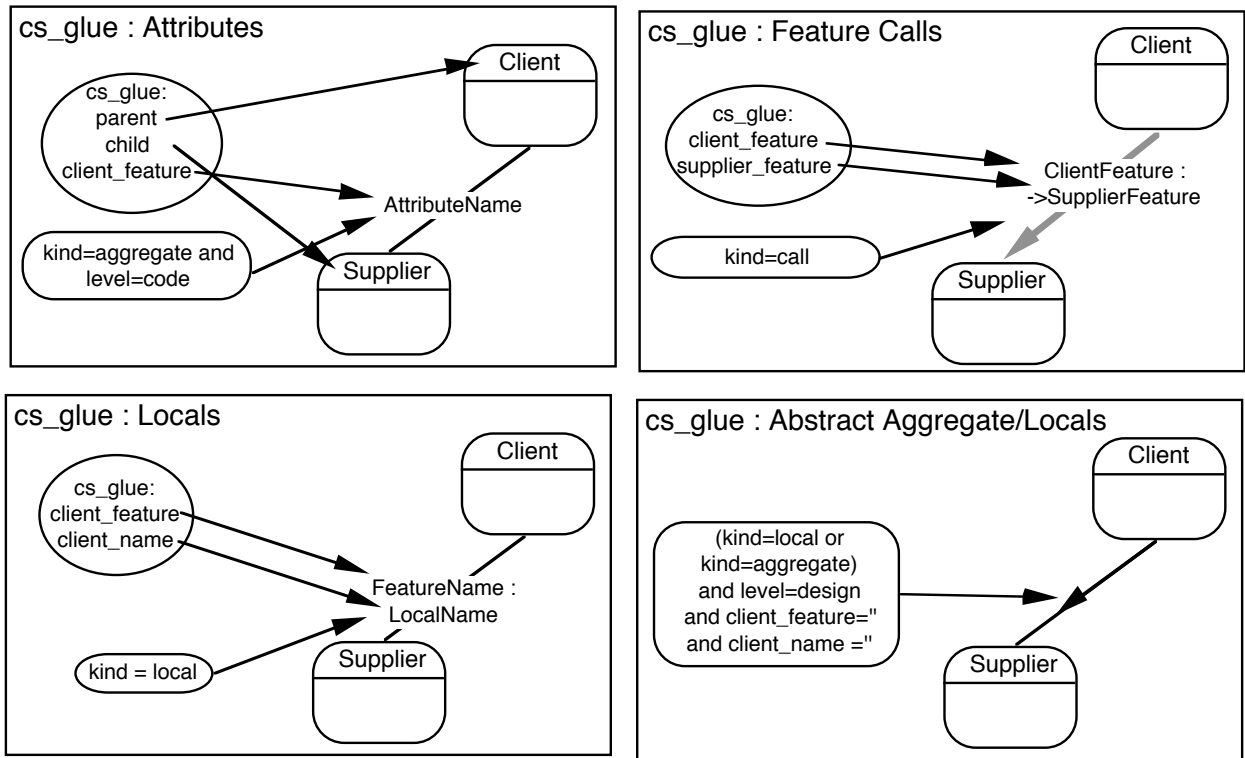 cs_glue : Attributes
Client
cs_glue:
parent
child
client_feature
AttributeName
kind=aggregate and
level=code
Supplier
cs_glue : Feature Calls
Client
cs_glue:
client_feature
supplier_feature
ClientFeature :
->SupplierFeature
kind=call
Supplier
cs_glue : Locals
Client
cs_glue:
client_feature
client_name
FeatureName :
LocalName
kind = local
Supplier
cs_glue : Abstract Aggregate/Locals
Client
(kind=local or
kind=aggregate)
and level=design
and client_feature=''
and client_name =''
Supplier